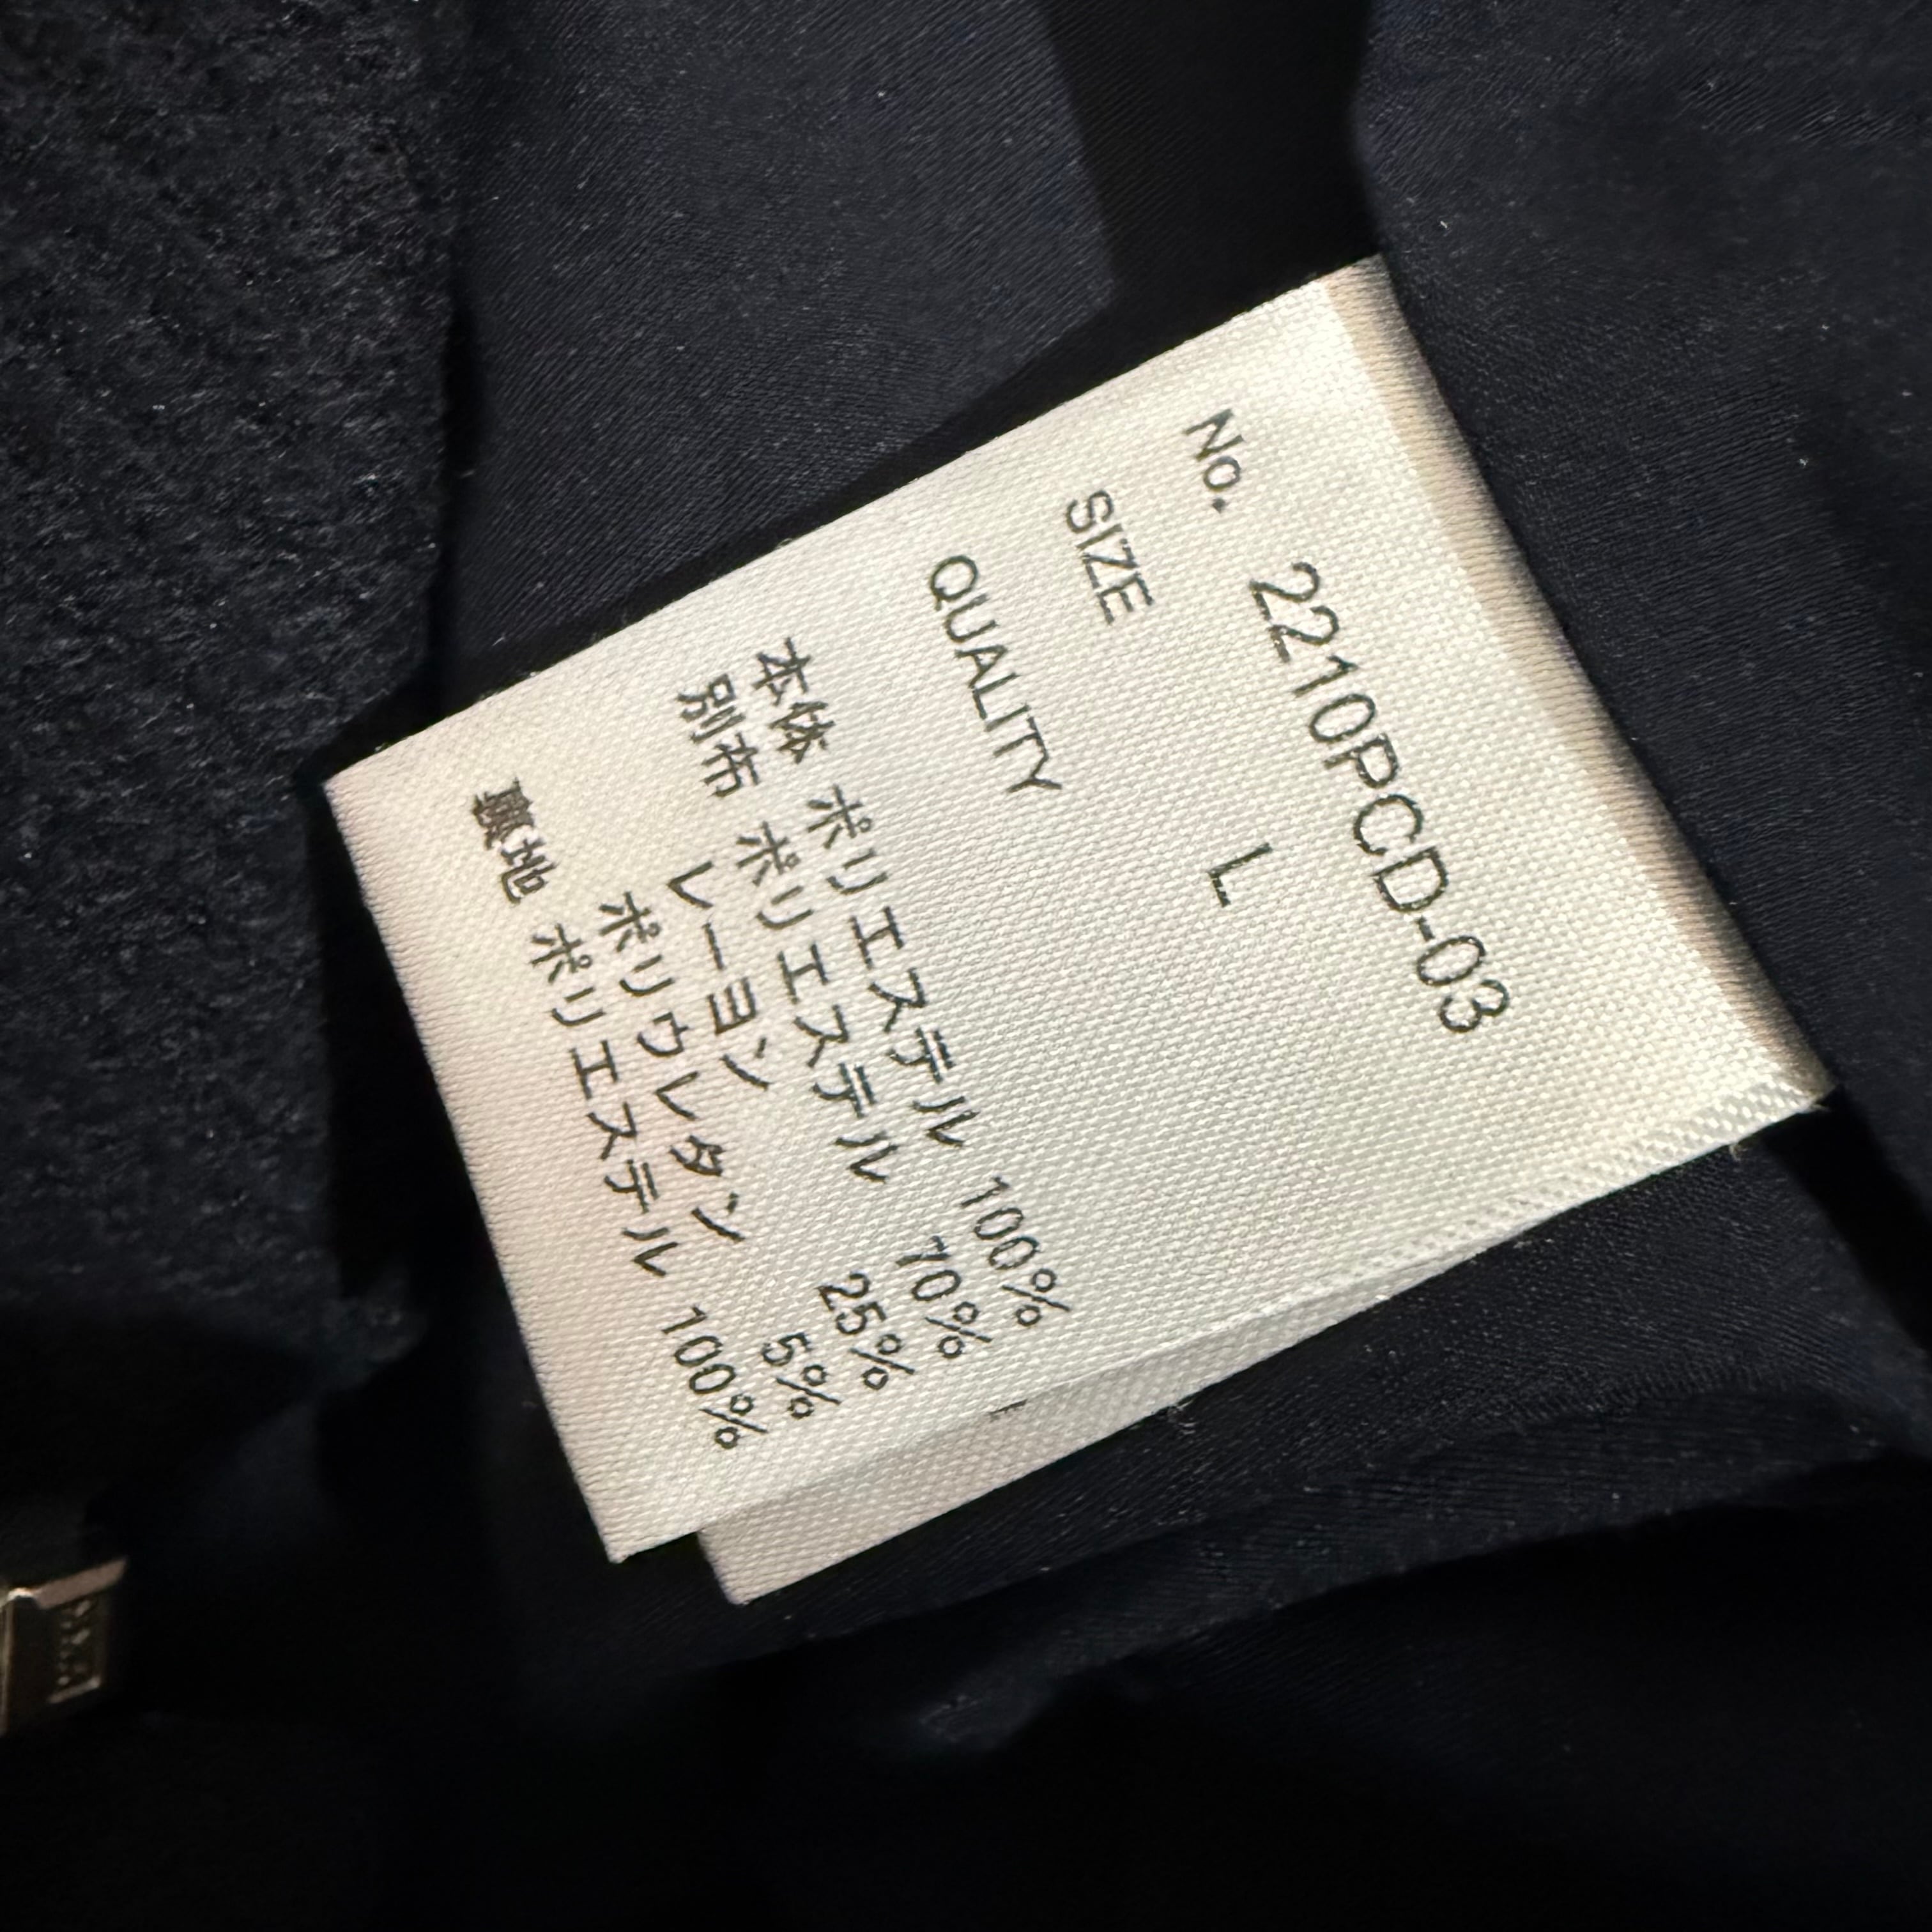 No. 2210PCD-03
SIZE L
QUALITY
本体 ポリエステル 100%
別布 ポリエステル 70%
レーヨン 25%
ポリウレタン 5%
裏地 ポリエステル 100%